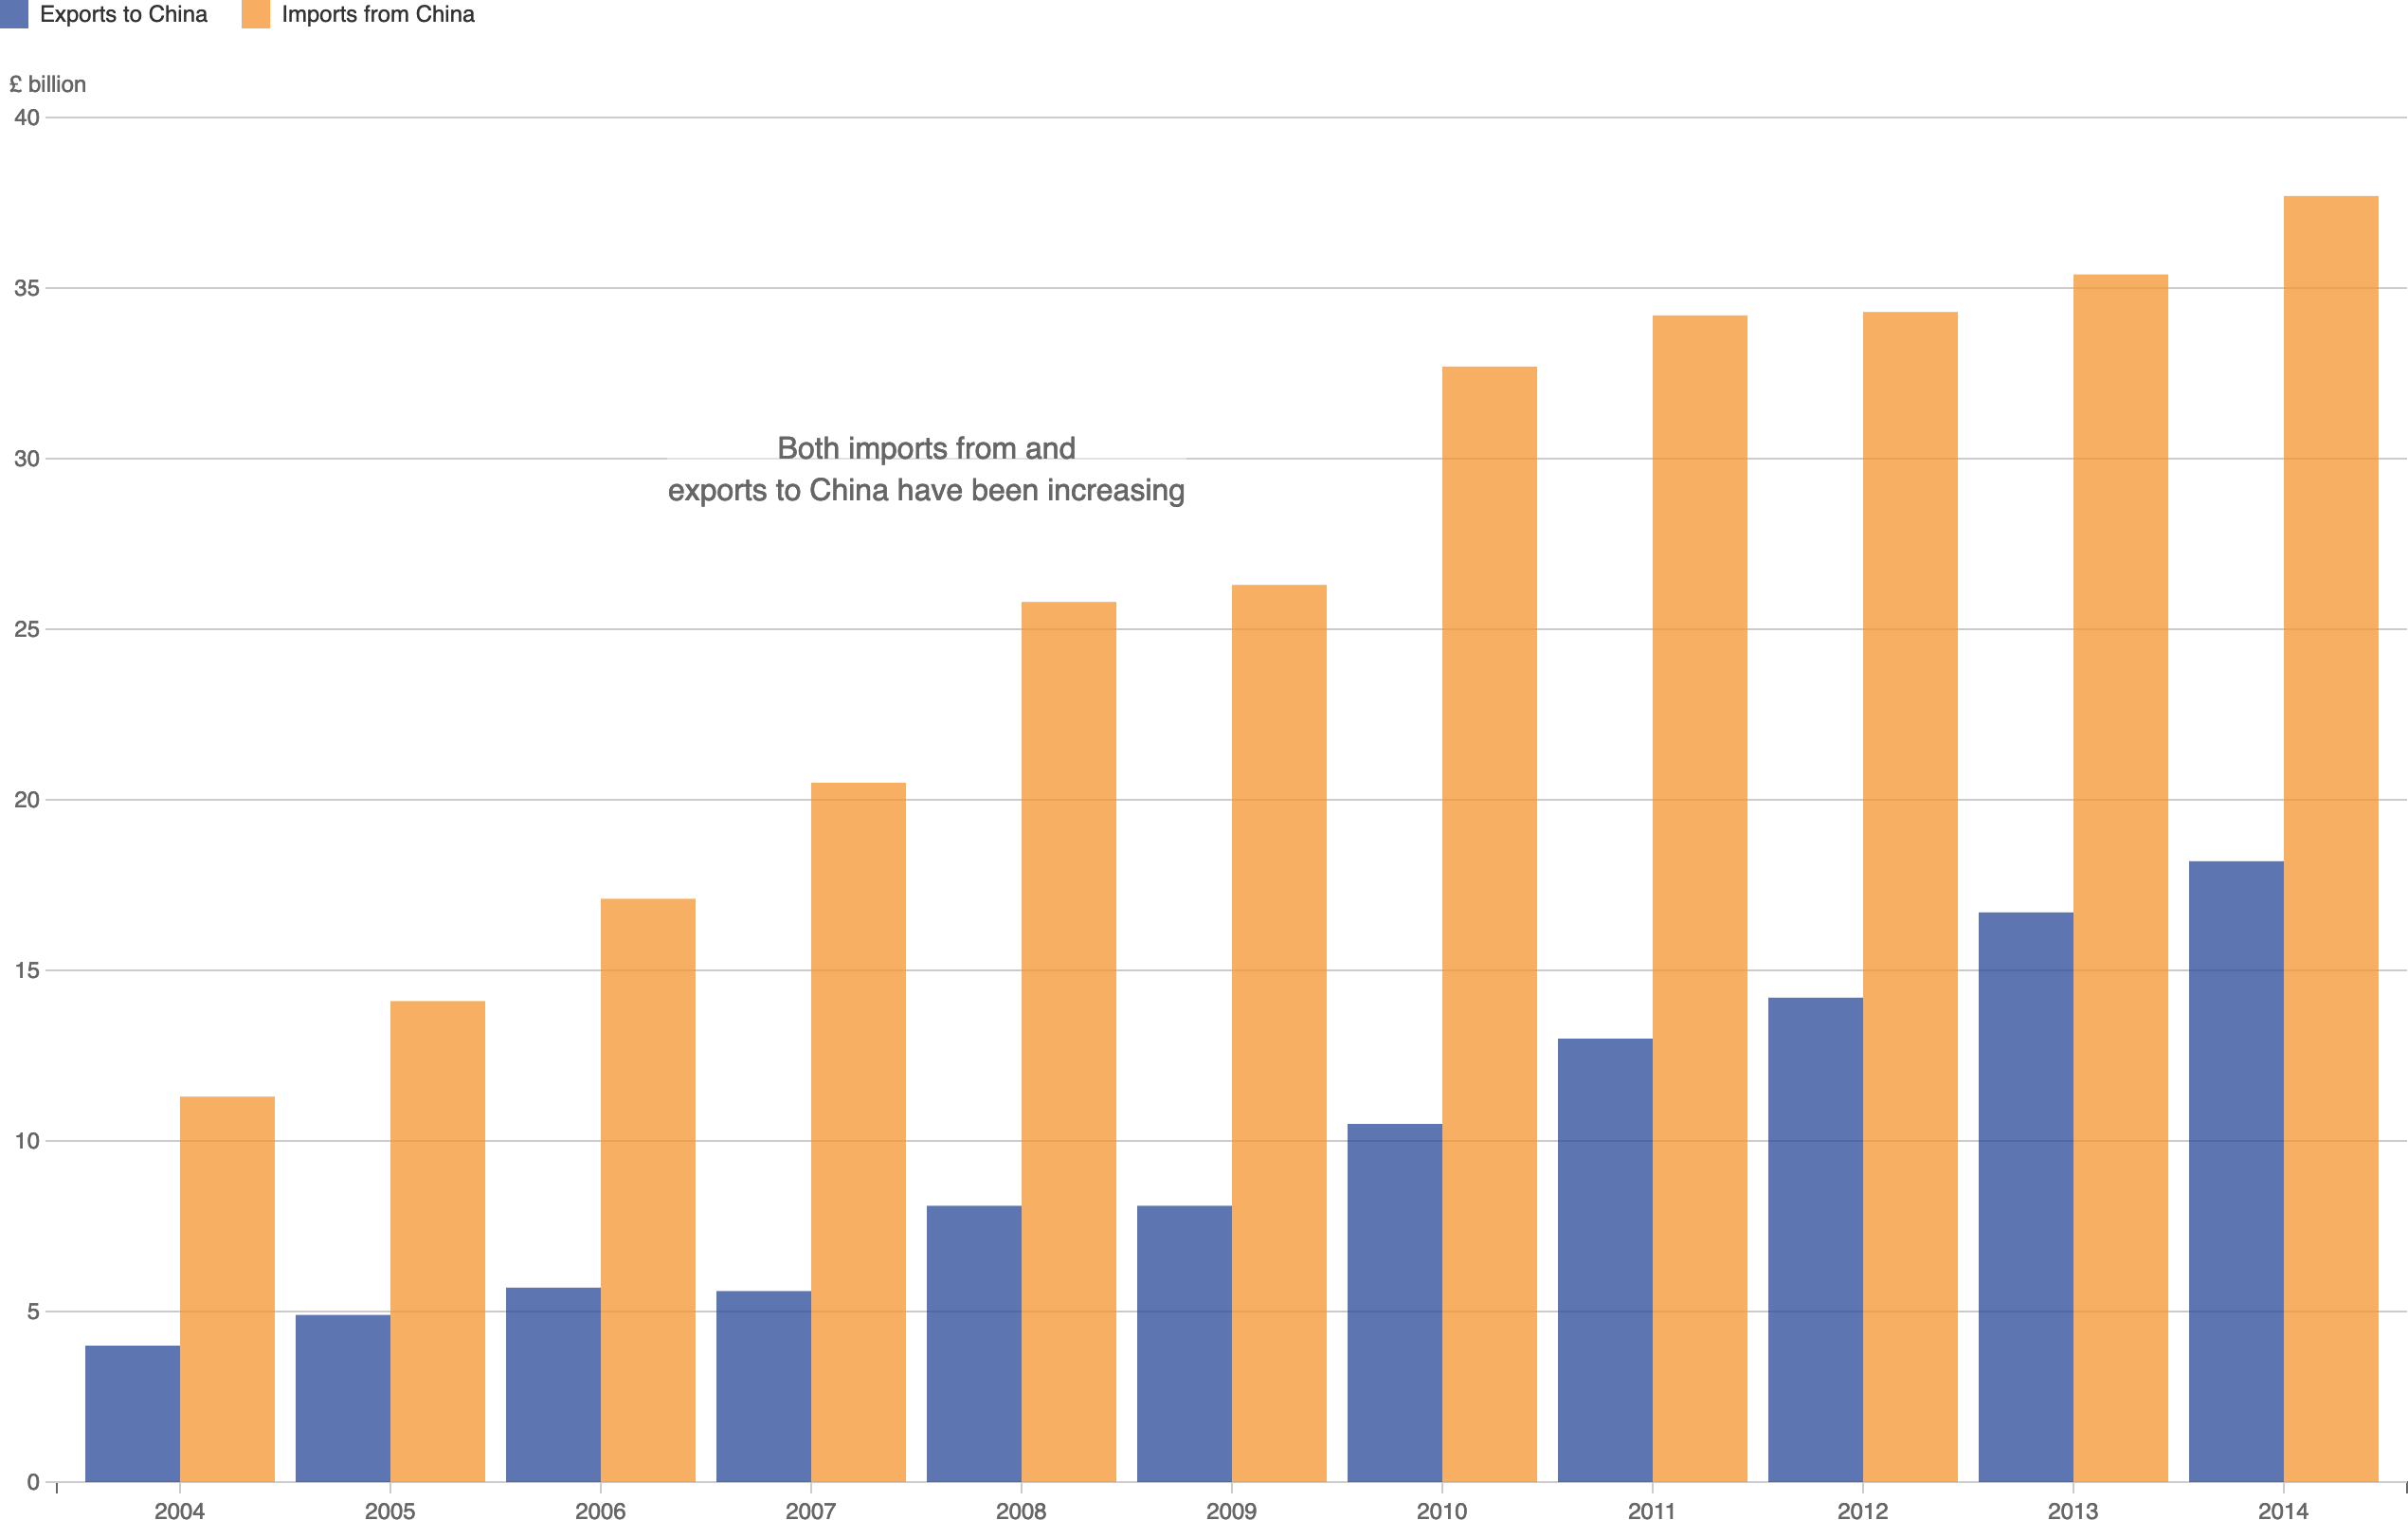 Exports to China Imports from China
£ billion
40
35
Both imports from and
30
exports to China have been increasing
25
20
15
10
5
0
2004 2005 2006 2007 2008 2009 2010 2011 2012 2013 2014